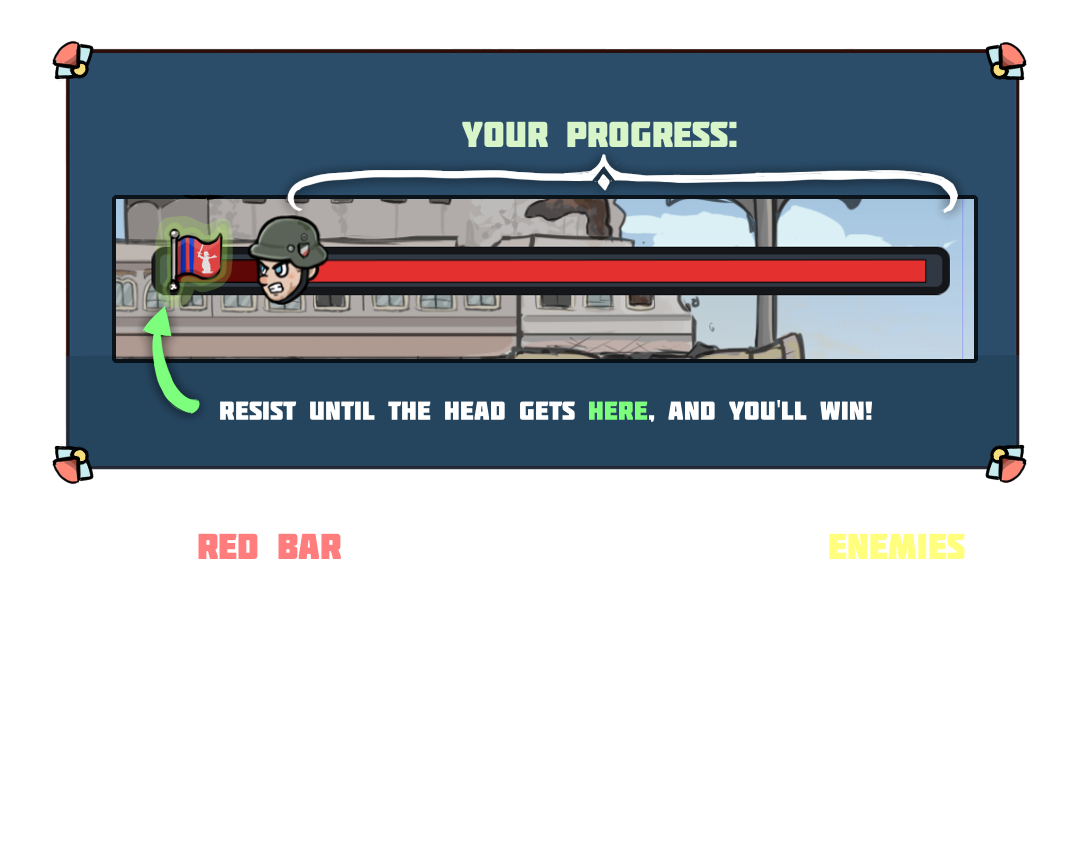 YOUR PROGRESS:
RESIST UNTIL THE HEAD GETS HERE, AND YOU'LL WIN!
RED BAR ENEMIES